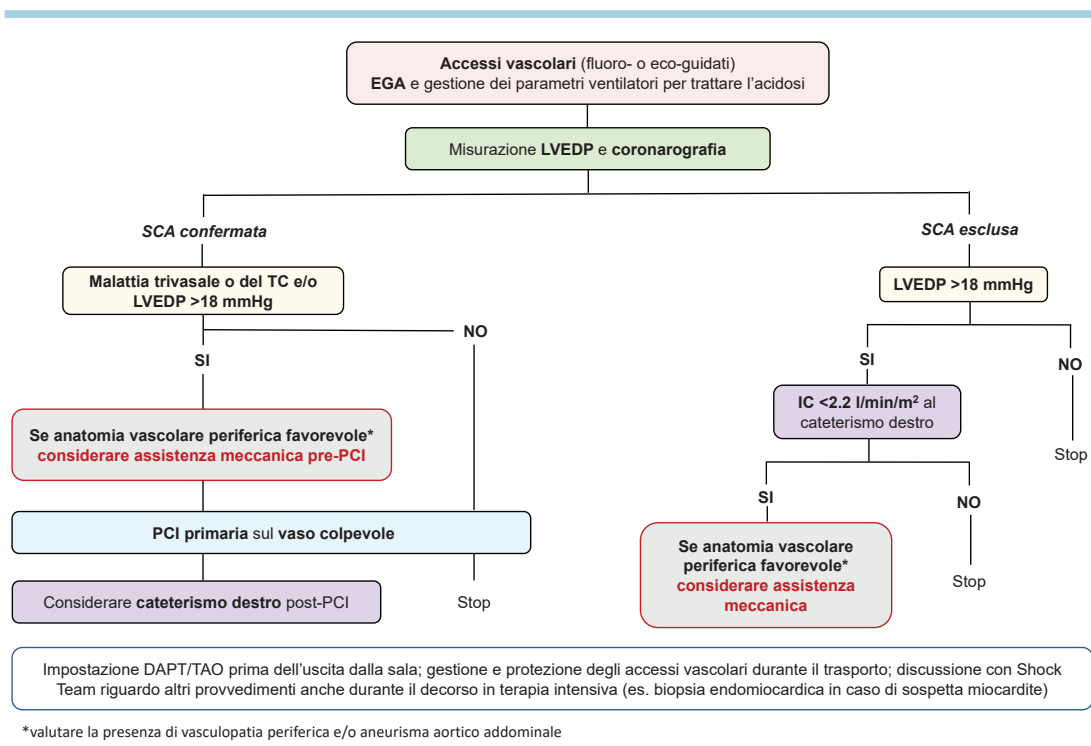 Accessi vascolari (fluoro- o eco-guidati)
EGA e gestione dei parametri ventilatori per trattare l'acidosi
Misurazione LVEDP e coronarografia
SCA confermata
SCA esclusa
Malattia trivasale o del TC e/o
LVEDP >18 mmHg
LVEDP >18 mmHg
NO
SI
SI
NO
IC <2.2 l/min/m² al
cateterismo destro
Se anatomia vascolare periferica favorevole*
considerare assistenza meccanica pre-PCI
Stop
SI
NO
PCI primaria sul vaso colpevole
Se anatomia vascolare
periferica favorevole*
considerare assistenza
meccanica
Stop
Considerare cateterismo destro post-PCI
Stop
Impostazione DAPT/TAO prima dell'uscita dalla sala; gestione e protezione degli accessi vascolari durante il trasporto; discussione con Shock
Team riguardo altri provvedimenti anche durante il decorso in terapia intensiva (es. biopsia endomiocardica in caso di sospetta miocardite)
*valutare la presenza di vasculopatia periferica e/o aneurisma aortico addominale